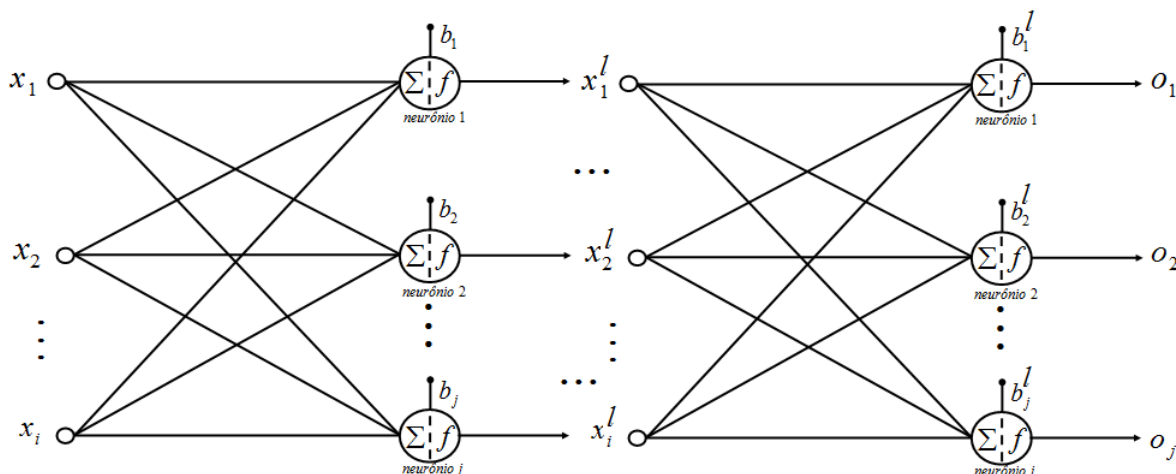 b₁ b₁ˡ
x₁ Σ f x₁ˡ Σ f o₁
neurônio 1 neurônio 1
...
b₂ b₂ˡ
x₂ Σ f x₂ˡ Σ f o₂
neurônio 2 neurônio 2
... ... ... ...
...
bⱼ bⱼˡ
xᵢ Σ f xᵢˡ Σ f oⱼ
neurônio j neurônio j